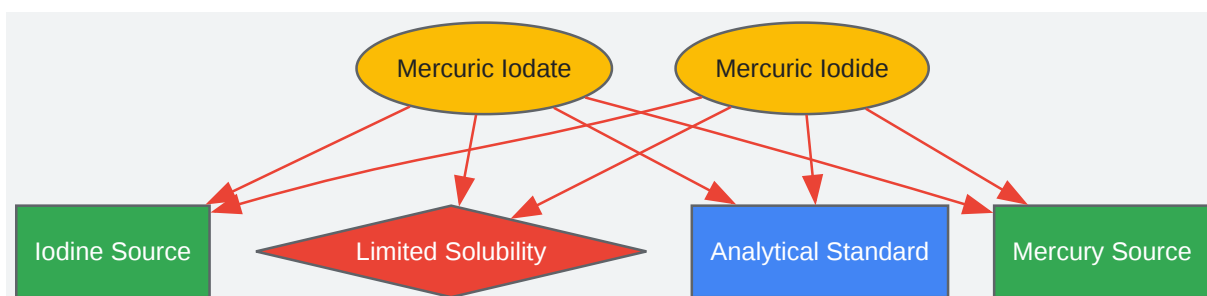 Mercuric Iodate
Mercuric Iodide
Iodine Source
Limited Solubility
Analytical Standard
Mercury Source